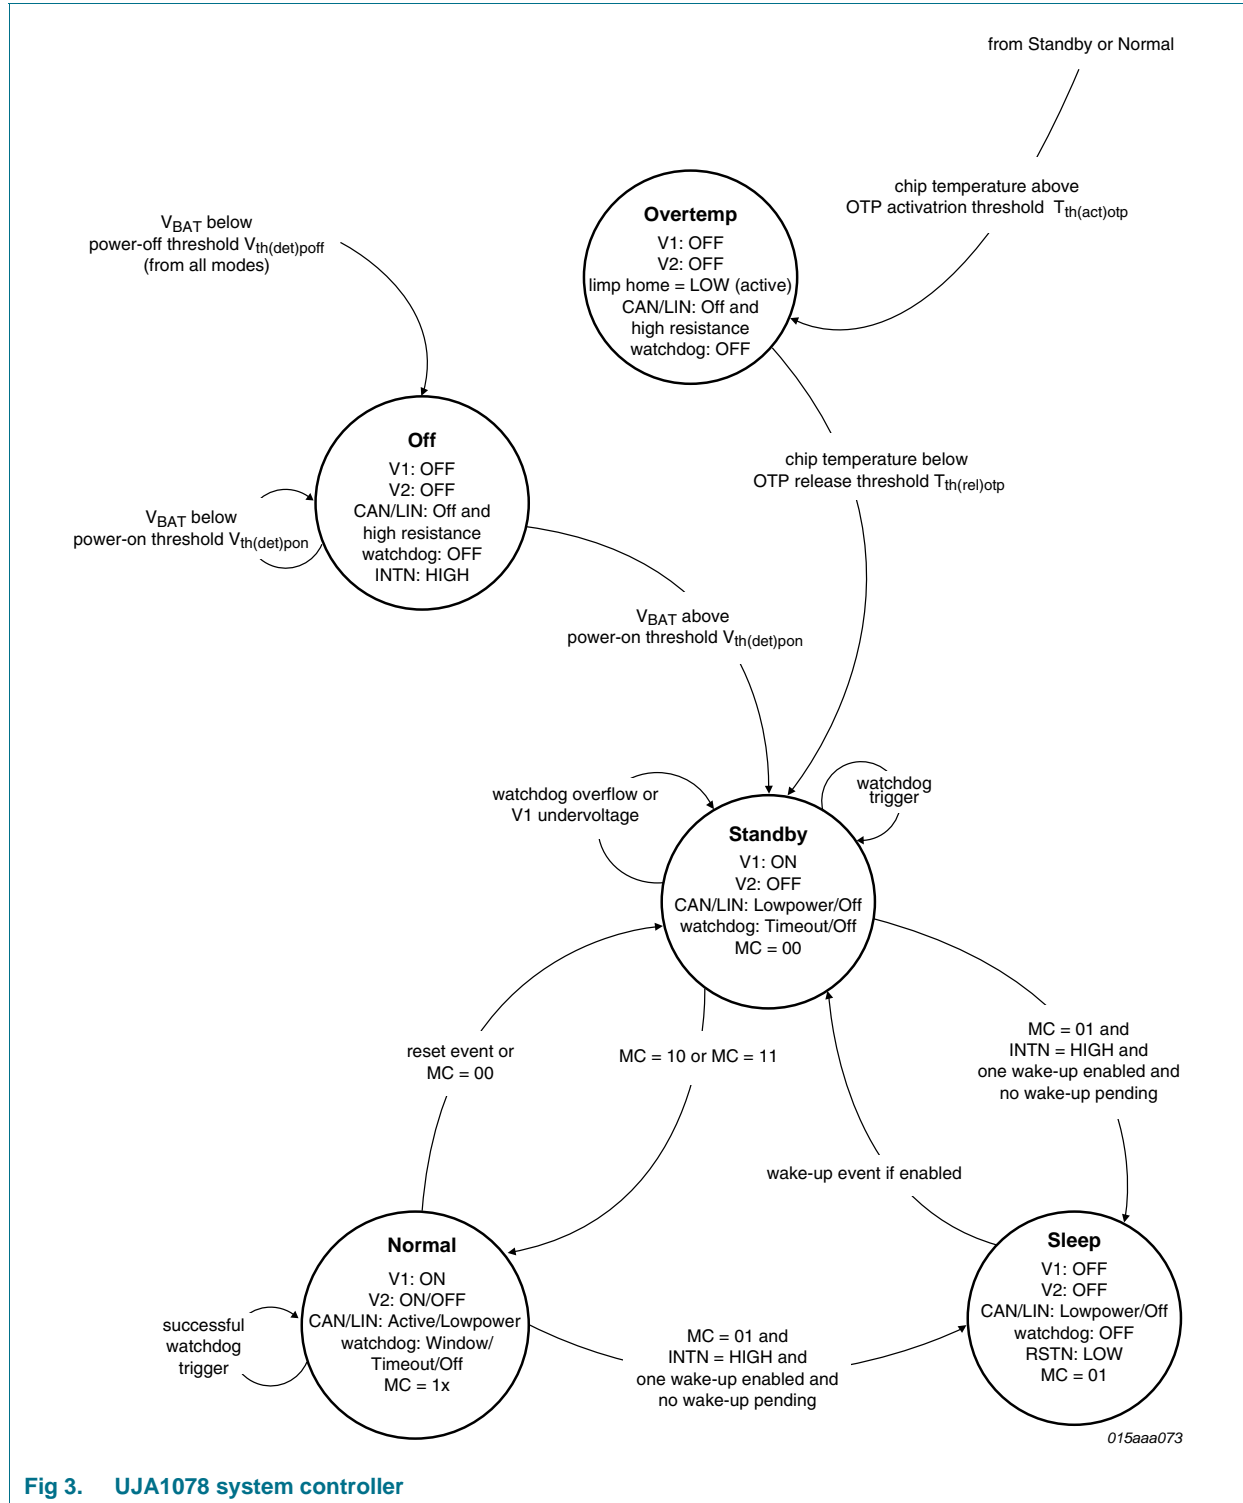 from Standby or Normal
chip temperature above
OTP activatrion threshold Tth(act)otp
Overtemp
V1: OFF
V2: OFF
limp home = LOW (active)
CAN/LIN: Off and
high resistance
watchdog: OFF
VBAT below
power-off threshold Vth(det)poff
(from all modes)
Off
V1: OFF
V2: OFF
CAN/LIN: Off and
high resistance
watchdog: OFF
INTN: HIGH
VBAT below
power-on threshold Vth(det)pon
chip temperature below
OTP release threshold Tth(rel)otp
VBAT above
power-on threshold Vth(det)pon
watchdog overflow or
V1 undervoltage
watchdog
trigger
Standby
V1: ON
V2: OFF
CAN/LIN: Lowpower/Off
watchdog: Timeout/Off
MC = 00
reset event or
MC = 00
MC = 10 or MC = 11
MC = 01 and
INTN = HIGH and
one wake-up enabled and
no wake-up pending
wake-up event if enabled
Normal
V1: ON
V2: ON/OFF
CAN/LIN: Active/Lowpower
watchdog: Window/
Timeout/Off
MC = 1x
successful
watchdog
trigger
MC = 01 and
INTN = HIGH and
one wake-up enabled and
no wake-up pending
Sleep
V1: OFF
V2: OFF
CAN/LIN: Lowpower/Off
watchdog: OFF
RSTN: LOW
MC = 01
015aaa073
Fig 3. UJA1078 system controller